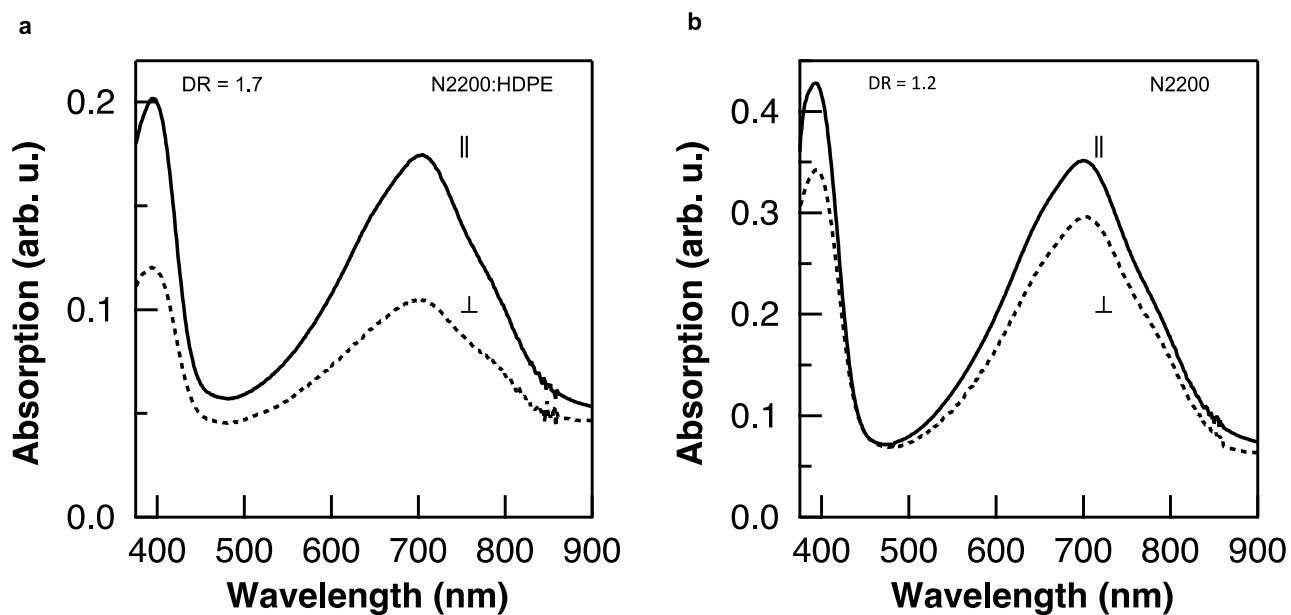 a
DR = 1.7
N2200:HDPE
||
⊥
0.2
0.1
0.0
Absorption (arb. u.)
400 500 600 700 800 900
Wavelength (nm)
b
DR = 1.2
N2200
||
⊥
0.4
0.3
0.2
0.1
0.0
Absorption (arb. u.)
400 500 600 700 800 900
Wavelength (nm)